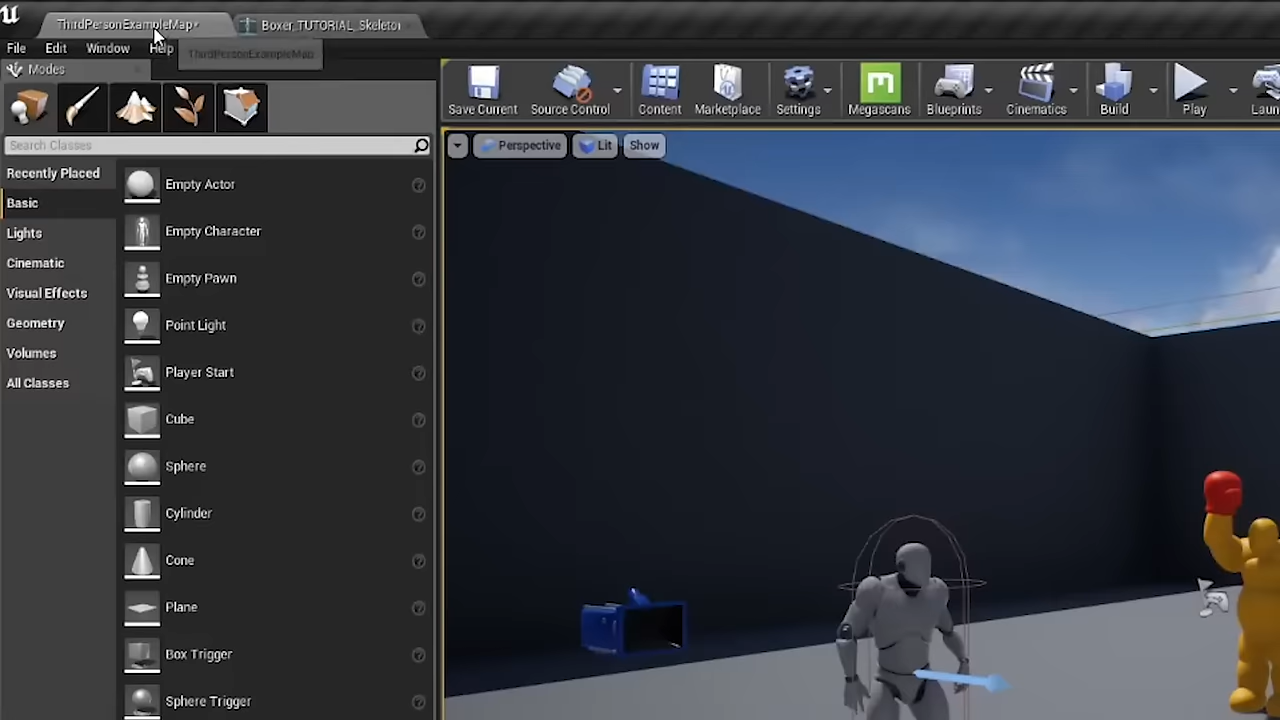 ThirdPersonExampleMap*
Boxer_TUTORIAL_Skeleton
File Edit Window Help
ThirdPersonExampleMap
Modes
Save Current
Source Control
Content
Marketplace
Settings
Megascans
Blueprints
Cinematics
Build
Play
Laun
Search Classes
Perspective
Lit
Show
Recently Placed
Basic
Lights
Cinematic
Visual Effects
Geometry
Volumes
All Classes
Empty Actor
Empty Character
Empty Pawn
Point Light
Player Start
Cube
Sphere
Cylinder
Cone
Plane
Box Trigger
Sphere Trigger